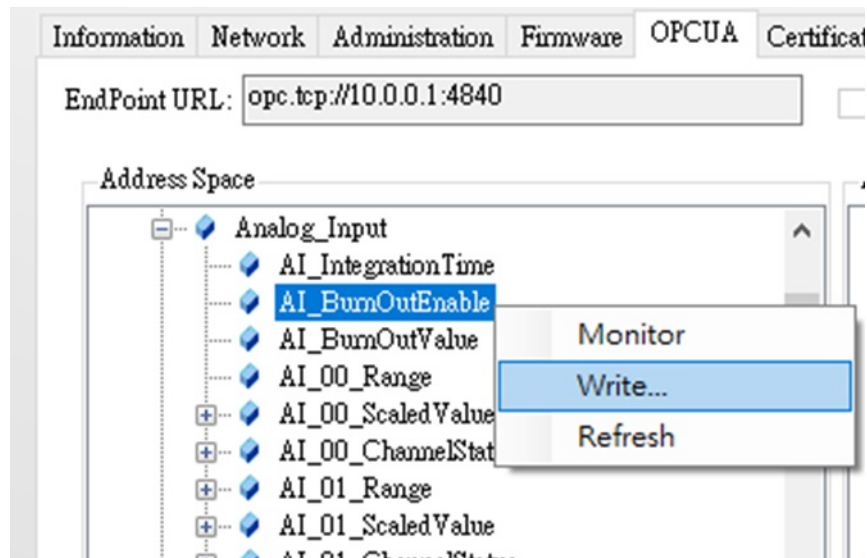 Information Network Administration Firmware OPCUA
EndPoint URL: opc.tcp://10.0.0.1:4840
Address Space
Analog_Input
AI_IntegrationTime
AI_BurnOutEnable
AI_BurnOutValue
AI_00_Range
AI_00_ScaledValue
AI_00_ChannelStat
AI_01_Range
AI_01_ScaledValue
Monitor
Write...
Refresh